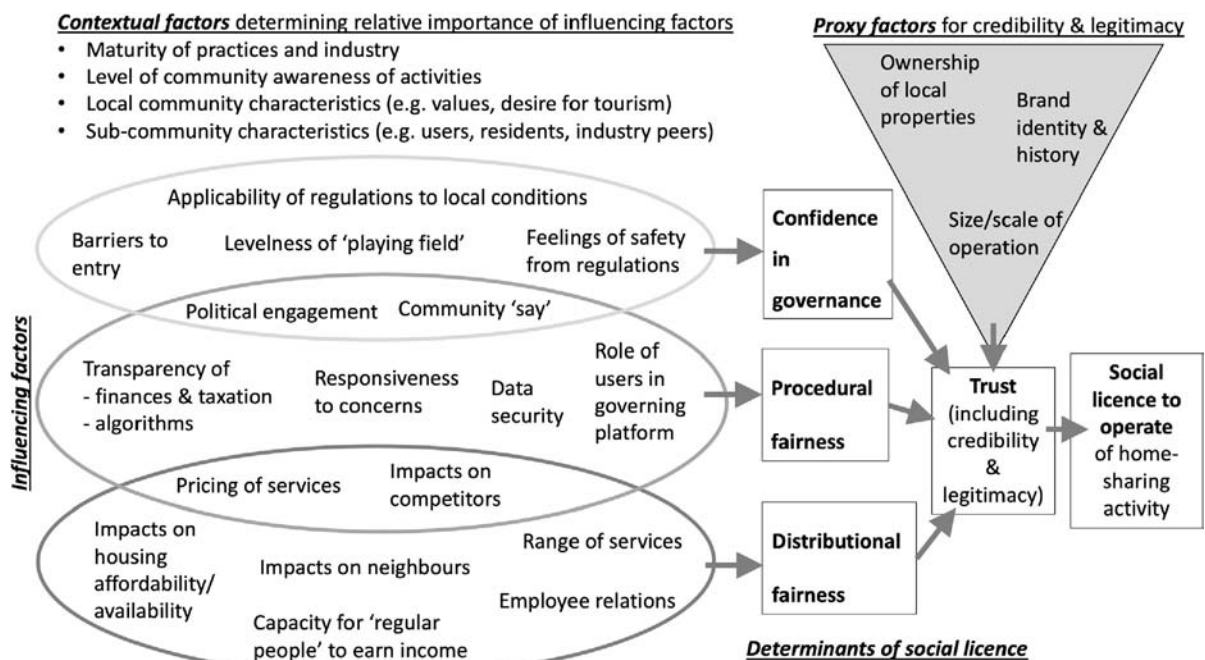 Contextual factors determining relative importance of influencing factors
• Maturity of practices and industry
• Level of community awareness of activities
• Local community characteristics (e.g. values, desire for tourism)
• Sub-community characteristics (e.g. users, residents, industry peers)
Proxy factors for credibility & legitimacy
Ownership
of local
properties
Brand
identity &
history
Size/scale of
operation
Influencing factors
Applicability of regulations to local conditions
Barriers to
entry
Levelness of ‘playing field’
Feelings of safety
from regulations
Political engagement
Community ‘say’
Transparency of
- finances & taxation
- algorithms
Responsiveness
to concerns
Data
security
Role of
users in
governing
platform
Pricing of services
Impacts on
competitors
Impacts on
housing
affordability/
availability
Impacts on neighbours
Range of services
Employee relations
Capacity for ‘regular
people’ to earn income
Confidence
in
governance
Procedural
fairness
Distributional
fairness
Trust
(including
credibility
&
legitimacy)
Social
licence to
operate
of home-
sharing
activity
Determinants of social licence